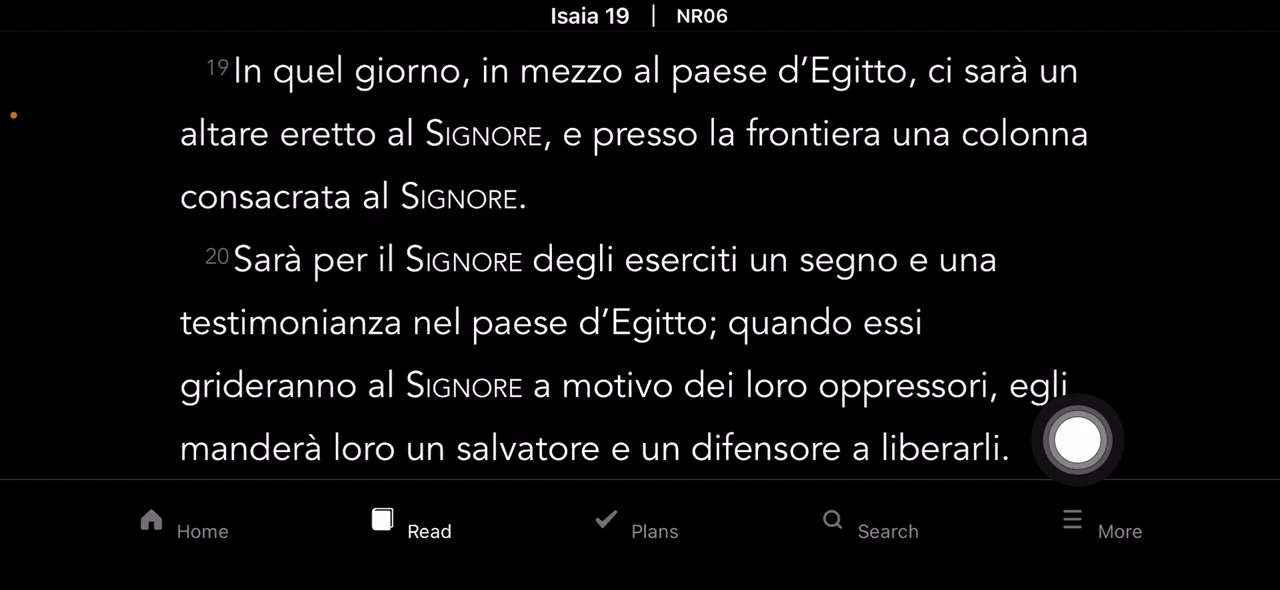 Isaia 19 | NR06
19 In quel giorno, in mezzo al paese d’Egitto, ci sarà un
altare eretto al SIGNORE, e presso la frontiera una colonna
consacrata al SIGNORE.
20 Sarà per il SIGNORE degli eserciti un segno e una
testimonianza nel paese d’Egitto; quando essi
grideranno al SIGNORE a motivo dei loro oppressori, egli
manderà loro un salvatore e un difensore a liberarli.
Home Read Plans Search More